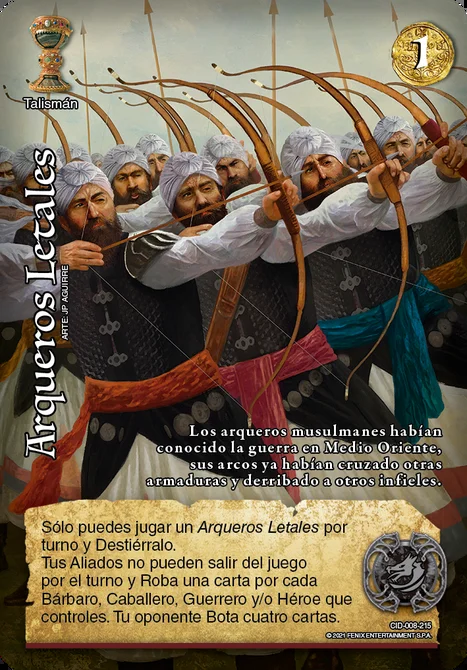 1
Talismán
Arqueros Letales
ARTE: JP AGUIRRE
Los arqueros musulmanes habían
conocido la guerra en Medio Oriente,
sus arcos ya habían cruzado otras
armaduras y derribado a otros infieles.
Sólo puedes jugar un Arqueros Letales por
turno y Destiérralo.
Tus Aliados no pueden salir del juego
por el turno y Roba una carta por cada
Bárbaro, Caballero, Guerrero y/o Héroe que
controles. Tu oponente Bota cuatro cartas.
CID-008-215
© 2021 FENIX ENTERTAINMENT S.P.A.